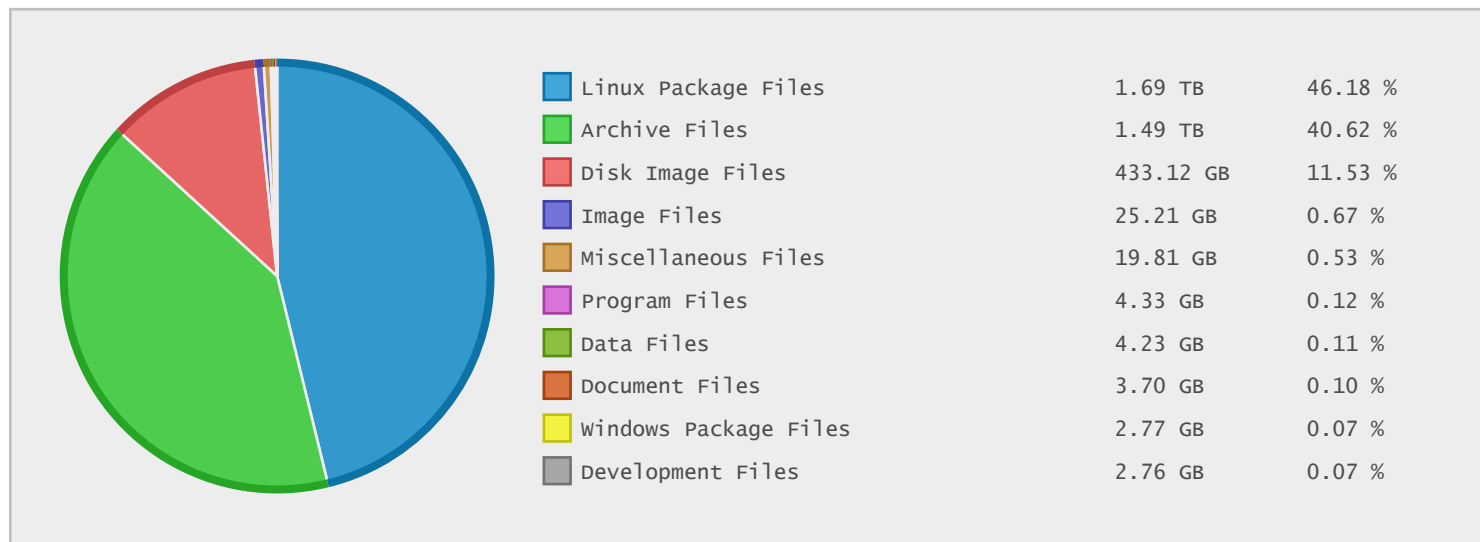 Linux Package Files 1.69 TB 46.18 %
Archive Files 1.49 TB 40.62 %
Disk Image Files 433.12 GB 11.53 %
Image Files 25.21 GB 0.67 %
Miscellaneous Files 19.81 GB 0.53 %
Program Files 4.33 GB 0.12 %
Data Files 4.23 GB 0.11 %
Document Files 3.70 GB 0.10 %
Windows Package Files 2.77 GB 0.07 %
Development Files 2.76 GB 0.07 %